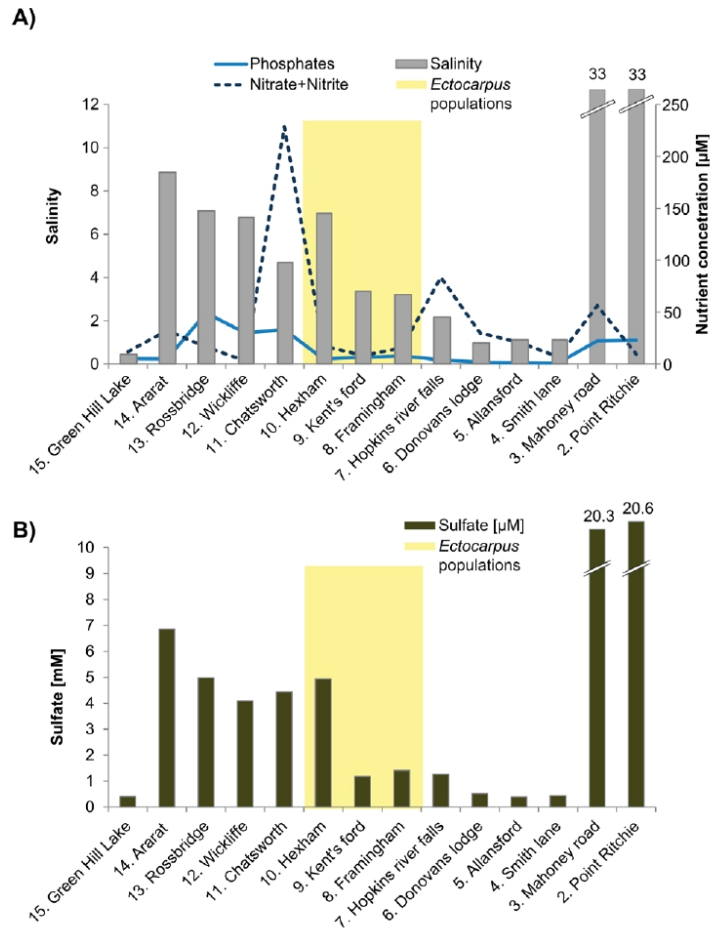 A)
Phosphates
Salinity
Nitrate+Nitrite
Ectocarpus
populations
33
33
12
10
8
6
4
2
0
Salinity
250
200
150
100
50
0
Nutrient concetration [µM]
15. Green Hill Lake
14. Ararat
13. Rossbridge
12. Wickliffe
11. Chatsworth
10. Hexham
9. Kent's ford
8. Framingham
7. Hopkins river falls
6. Donovans lodge
5. Allansford
4. Smith lane
3. Mahoney road
2. Point Ritchie
B)
Sulfate [µM]
Ectocarpus
populations
20.3
20.6
10
9
8
7
6
5
4
3
2
1
0
Sulfate [mM]
15. Green Hill Lake
14. Ararat
13. Rossbridge
12. Wickliffe
11. Chatsworth
10. Hexham
9. Kent's ford
8. Framingham
7. Hopkins river falls
6. Donovans lodge
5. Allansford
4. Smith lane
3. Mahoney road
2. Point Ritchie